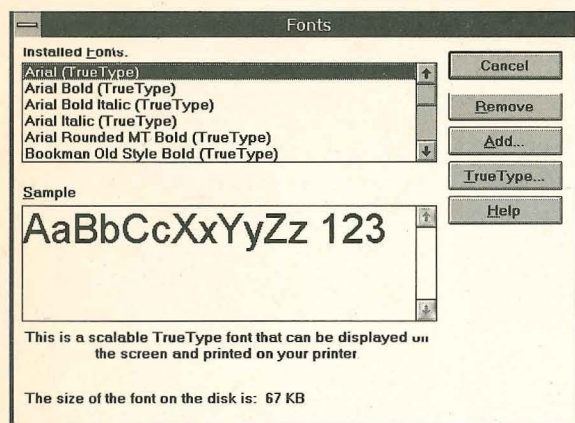 Fonts
Installed Fonts.
Arial (TrueType)
Arial Bold (TrueType)
Arial Bold Italic (TrueType)
Arial Italic (TrueType)
Arial Rounded MT Bold (TrueType)
Bookman Old Style Bold (TrueType)
Cancel
Remove
Add...
TrueType...
Help
Sample
AaBbCcXxYyZz 123
This is a scalable TrueType font that can be displayed on
the screen and printed on your printer
The size of the font on the disk is: 67 KB